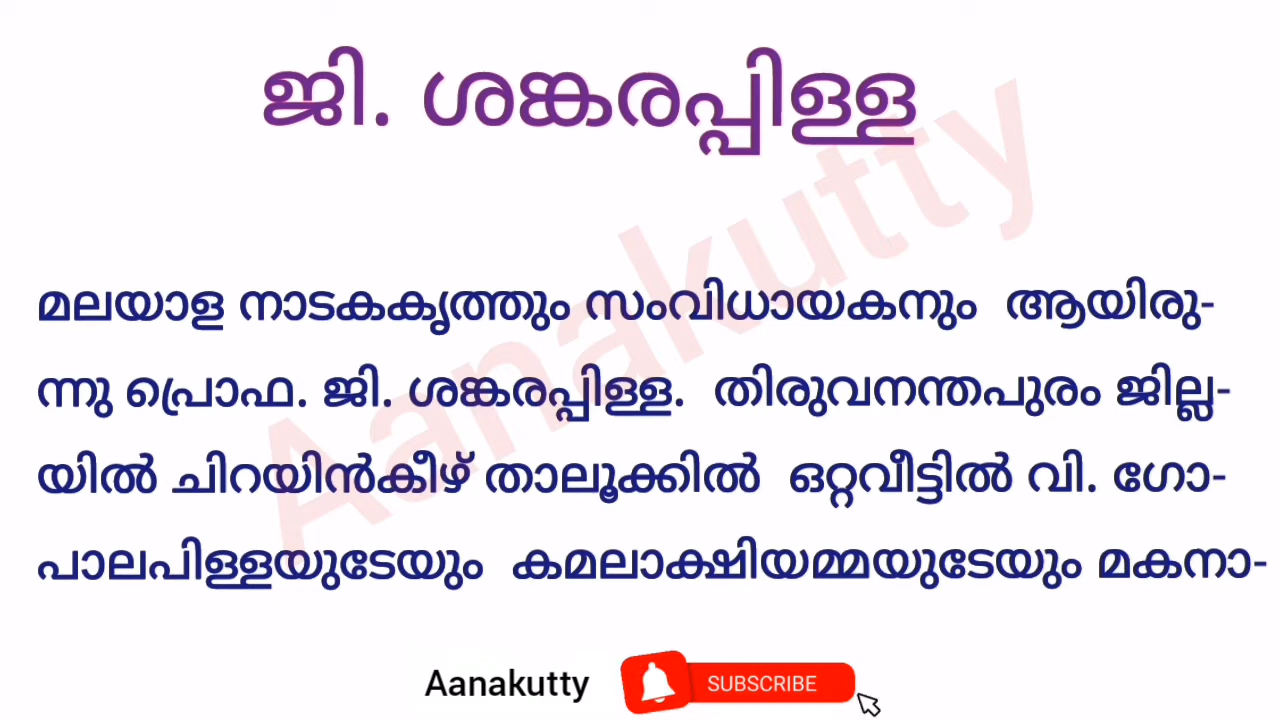 ജി. ശങ്കരപ്പിള്ള
Aanakutty
മലയാള നാടകകൃത്തും സംവിധായകനും ആയിരു-
ന്നു പ്രൊഫ. ജി. ശങ്കരപ്പിള്ള. തിരുവനന്തപുരം ജില്ല-
യിൽ ചിറയിൻകീഴ് താലൂക്കിൽ ഒറ്റവീട്ടിൽ വി. ഗോ-
പാലപിള്ളയുടേയും കമലാക്ഷിയമ്മയുടേയും മകനാ-
Aanakutty SUBSCRIBE